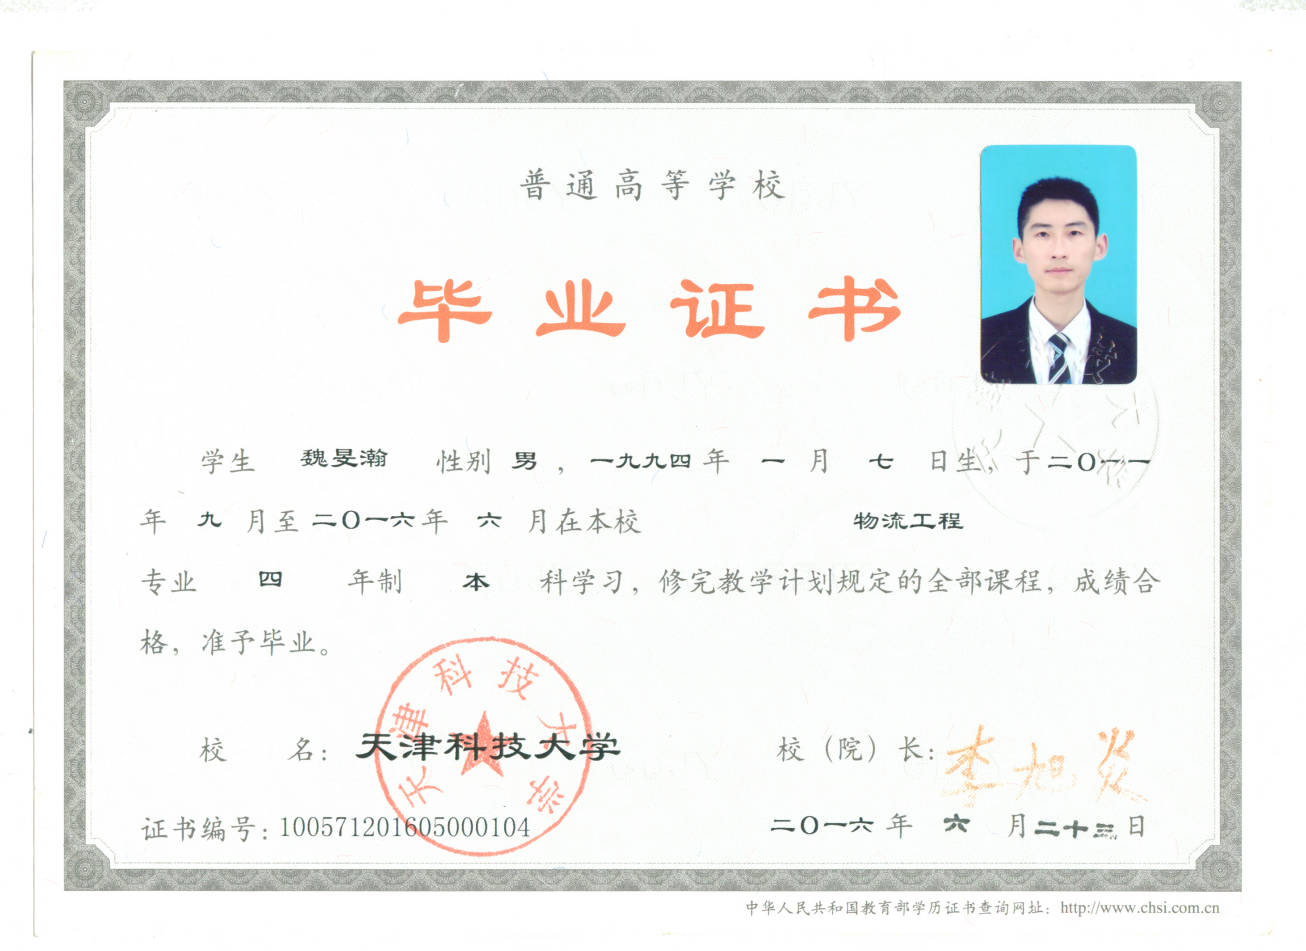 普通高等学校
毕业证书
学生 魏旻瀚 性别 男 ，一九九四 年 一 月 七 日生，于二〇一一
年 九 月至 二〇一六 年 六 月在本校 物流工程
专业 四 年制 本 科学习，修完教学计划规定的全部课程，成绩合
格，准予毕业。
天津科技大学
校 名： 天津科技大学 校（院）长： 李旭炎
证书编号：100571201605000104 二〇一六 年 六 月二十三日
中华人民共和国教育部学历证书查询网址：http://www.chsi.com.cn